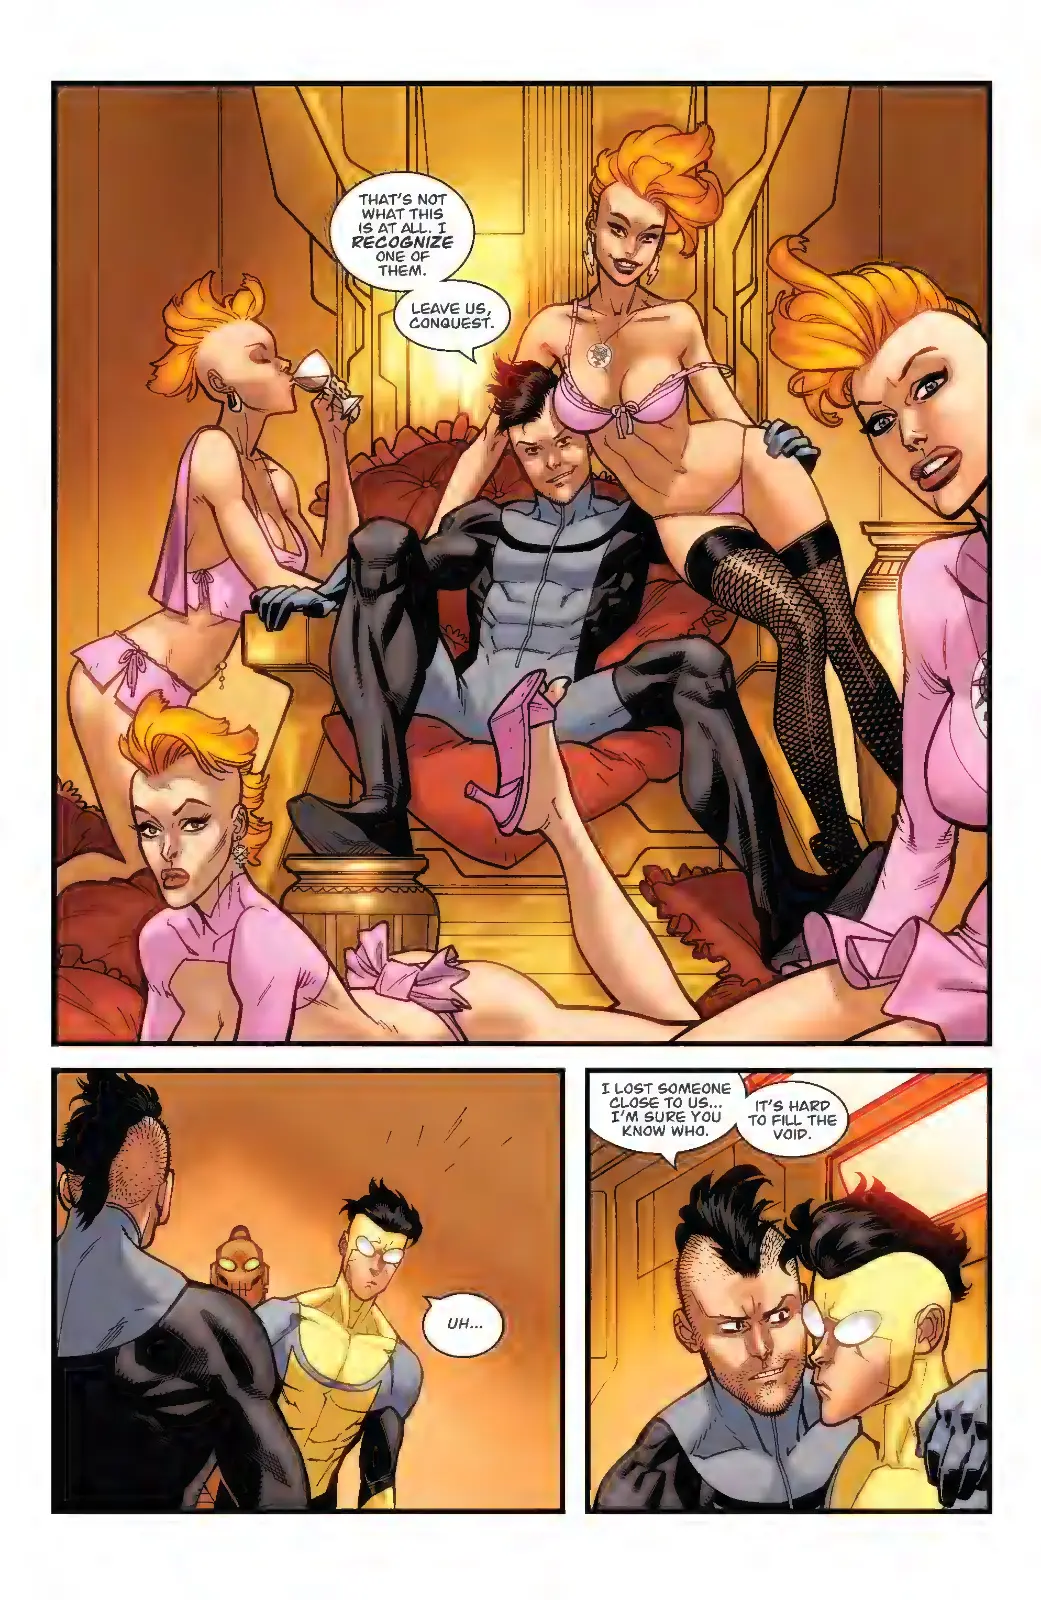 THAT'S NOT
WHAT THIS
IS AT ALL. I
RECOGNIZE
ONE OF
THEM.
LEAVE US,
CONQUEST.
UH...
I LOST SOMEONE
CLOSE TO US...
I'M SURE YOU
KNOW WHO.
IT'S HARD
TO FILL THE
VOID.